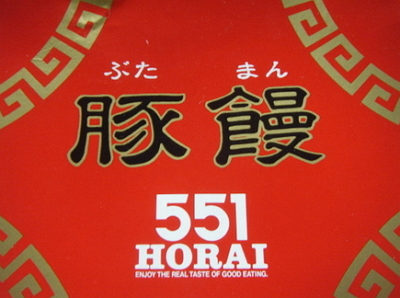 ぶた まん
豚饅
551
HORAI
ENJOY THE REAL TASTE OF GOOD EATING.